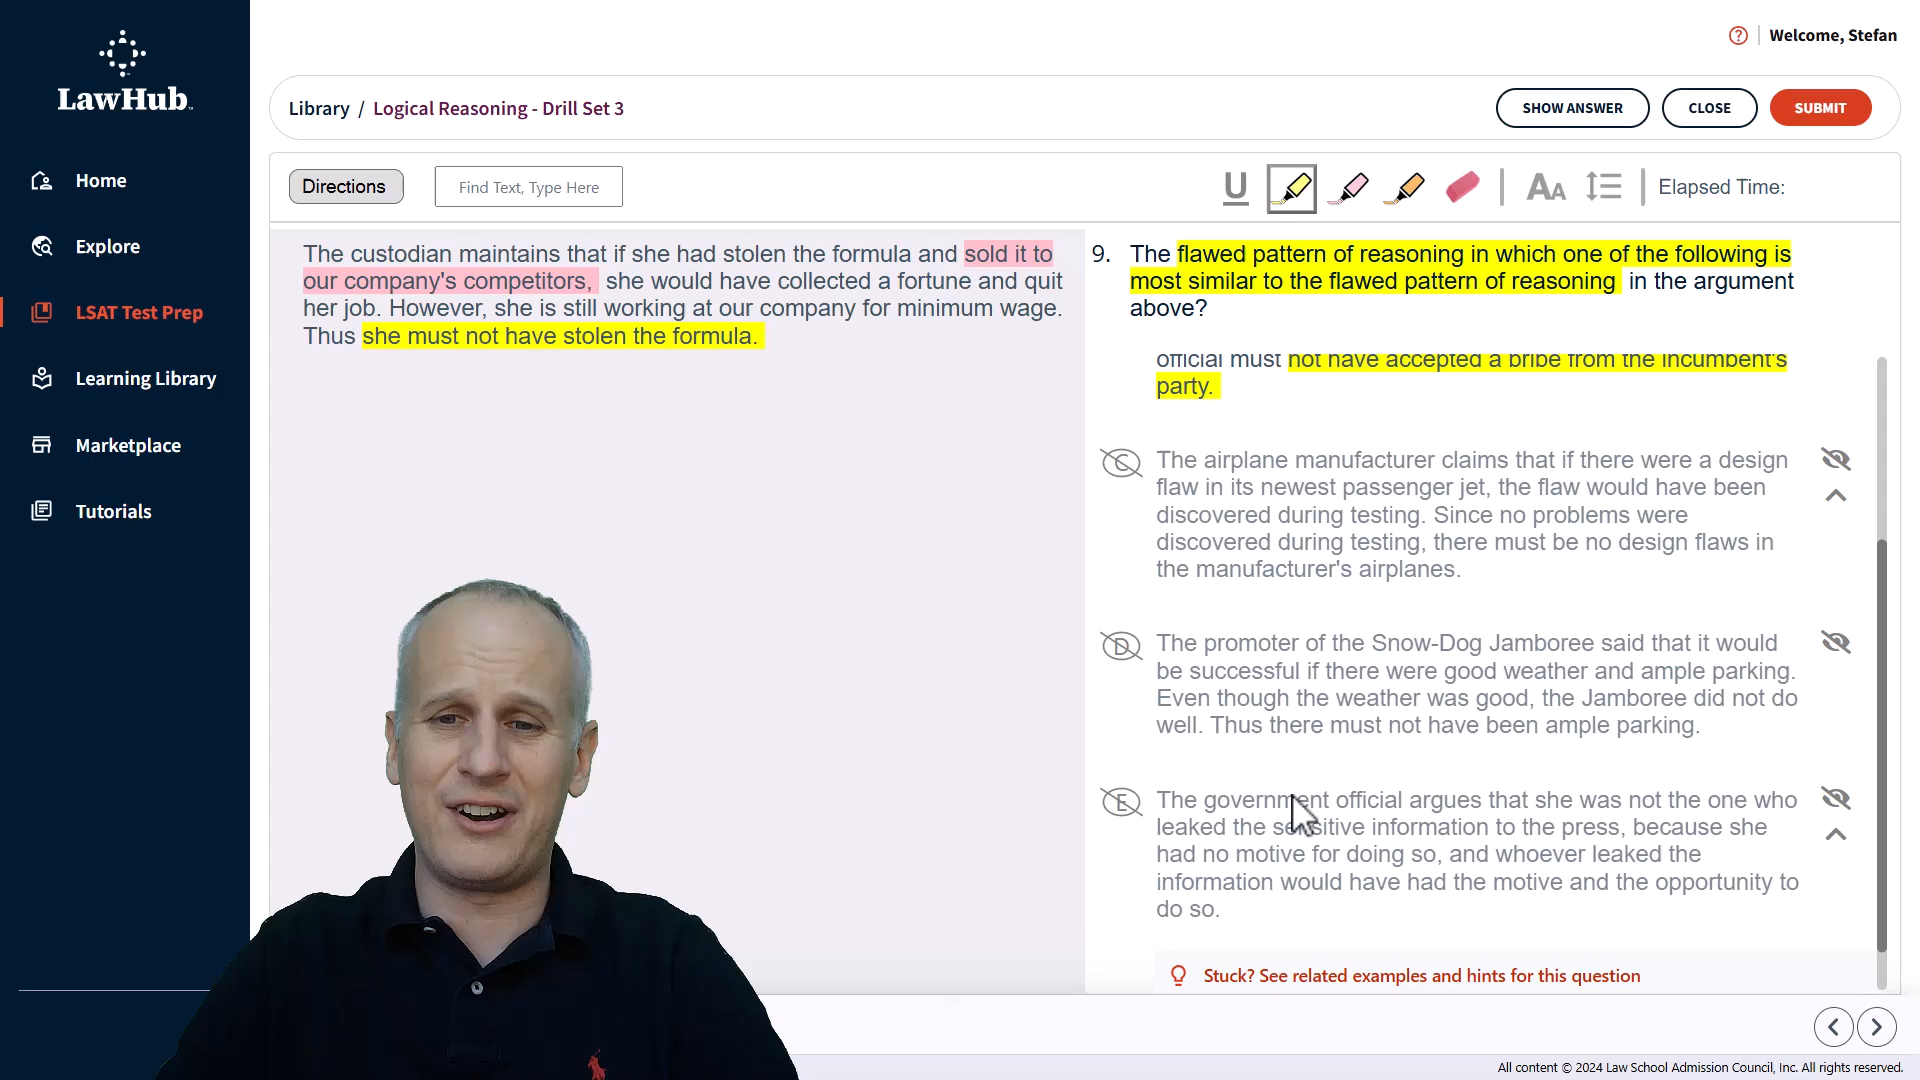 Welcome, Stefan
LawHub
Library / Logical Reasoning - Drill Set 3
SHOW ANSWER
CLOSE
SUBMIT
Home
Explore
LSAT Test Prep
Learning Library
Marketplace
Tutorials
Directions
Find Text, Type Here
U
AA
Elapsed Time:
The custodian maintains that if she had stolen the formula and sold it to
our company's competitors, she would have collected a fortune and quit
her job. However, she is still working at our company for minimum wage.
Thus she must not have stolen the formula.
9. The flawed pattern of reasoning in which one of the following is
most similar to the flawed pattern of reasoning in the argument
above?
official must not have accepted a bribe from the incumbent's
party.
C The airplane manufacturer claims that if there were a design
flaw in its newest passenger jet, the flaw would have been
discovered during testing. Since no problems were
discovered during testing, there must be no design flaws in
the manufacturer's airplanes.
D The promoter of the Snow-Dog Jamboree said that it would
be successful if there were good weather and ample parking.
Even though the weather was good, the Jamboree did not do
well. Thus there must not have been ample parking.
E The government official argues that she was not the one who
leaked the sensitive information to the press, because she
had no motive for doing so, and whoever leaked the
information would have had the motive and the opportunity to
do so.
Stuck? See related examples and hints for this question
All content © 2024 Law School Admission Council, Inc. All rights reserved.